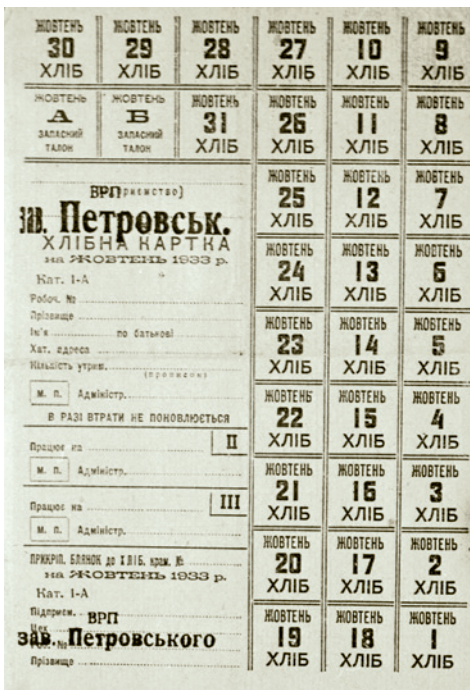 ЖОВТЕНЬ ЖОВТЕНЬ ЖОВТЕНЬ ЖОВТЕНЬ ЖОВТЕНЬ ЖОВТЕНЬ
30 29 28 27 10 9
ХЛІБ ХЛІБ ХЛІБ ХЛІБ ХЛІБ ХЛІБ
ЖОВТЕНЬ ЖОВТЕНЬ ЖОВТЕНЬ ЖОВТЕНЬ ЖОВТЕНЬ ЖОВТЕНЬ
А Б 31 26 11 8
ЗАПАСНИЙ ЗАПАСНИЙ ХЛІБ ХЛІБ ХЛІБ ХЛІБ
ТАЛОН ТАЛОН
ВРП
зав. Петровськ.
ХЛІБНА КАРТКА
на ЖОВТЕНЬ 1933 р.
Кат. І-А
Робоч. №
Прізвище
Ім'я по батькові
Хат. адреса
Кількість утрим.
(прописом)
М. П. Адміністр.
В РАЗІ ВТРАТИ НЕ ПОНОВЛЮЄТЬСЯ
Працює на II
М. П. Адміністр.
Працює на III
М. П. Адміністр.
ПРИКРІП. БЛЯНОК до ХЛІБ. крам. №
на ЖОВТЕНЬ 1933 р.
Кат. І-А
Підприєм. ВРП
зав. Петровського
Прізвище
ЖОВТЕНЬ ЖОВТЕНЬ ЖОВТЕНЬ
25 12 7
ХЛІБ ХЛІБ ХЛІБ
ЖОВТЕНЬ ЖОВТЕНЬ ЖОВТЕНЬ
24 13 6
ХЛІБ ХЛІБ ХЛІБ
ЖОВТЕНЬ ЖОВТЕНЬ ЖОВТЕНЬ
23 14 5
ХЛІБ ХЛІБ ХЛІБ
ЖОВТЕНЬ ЖОВТЕНЬ ЖОВТЕНЬ
22 15 4
ХЛІБ ХЛІБ ХЛІБ
ЖОВТЕНЬ ЖОВТЕНЬ ЖОВТЕНЬ
21 16 3
ХЛІБ ХЛІБ ХЛІБ
ЖОВТЕНЬ ЖОВТЕНЬ ЖОВТЕНЬ
20 17 2
ХЛІБ ХЛІБ ХЛІБ
ЖОВТЕНЬ ЖОВТЕНЬ ЖОВТЕНЬ
19 18 1
ХЛІБ ХЛІБ ХЛІБ